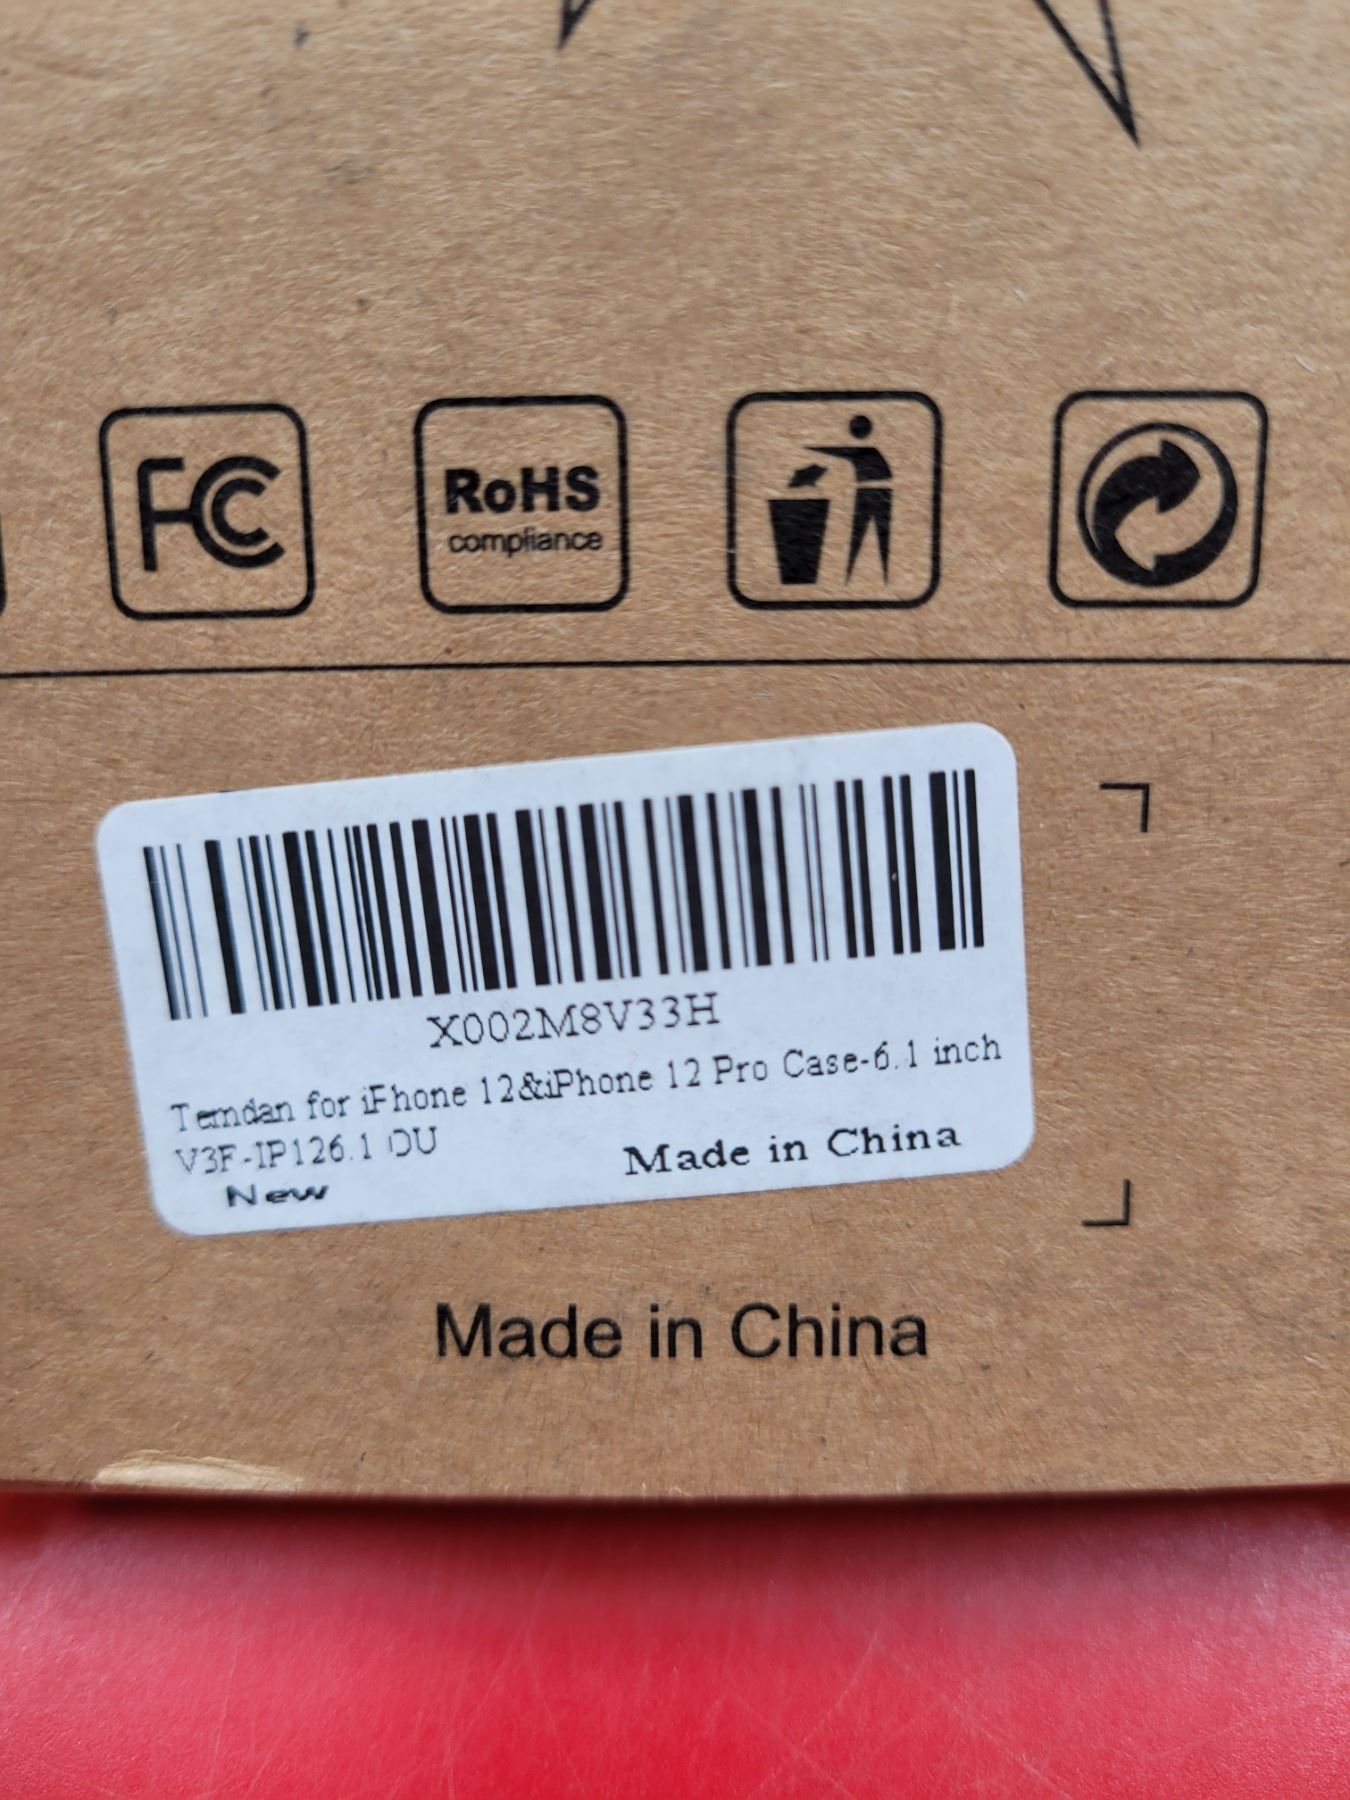 FC
RoHS
compliance
X002M8V33H
Temdan for iPhone 12&iPhone 12 Pro Case-6.1 inch
V3F-IP126.1 OU
New
Made in China
Made in China